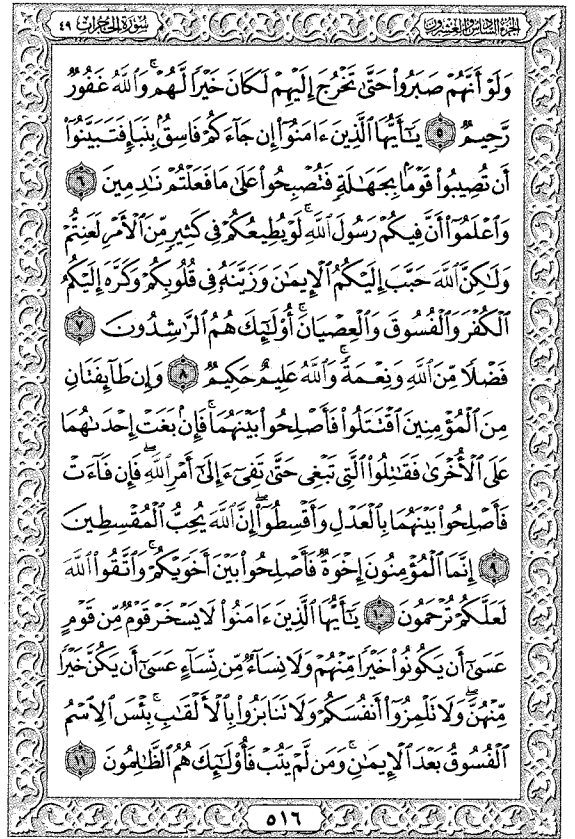 الجزء السادس والعشرون
سورة الحجرات ٤٩
وَلَوۡ أَنَّهُمۡ صَبَرُواْ حَتَّىٰ تَخۡرُجَ إِلَيۡهِمۡ لَكَانَ خَيۡرٗا لَّهُمۡۚ وَٱللَّهُ غَفُورٞ
رَّحِيمٞ ٥ يَٰٓأَيُّهَا ٱلَّذِينَ ءَامَنُوٓاْ إِن جَآءَكُمۡ فَاسِقُۢ بِنَبَإٖ فَتَبَيَّنُوٓاْ
أَن تُصِيبُواْ قَوۡمَۢا بِجَهَٰلَةٖ فَتُصۡبِحُواْ عَلَىٰ مَا فَعَلۡتُمۡ نَٰدِمِينَ ٦
وَٱعۡلَمُوٓاْ أَنَّ فِيكُمۡ رَسُولَ ٱللَّهِۚ لَوۡ يُطِيعُكُمۡ فِي كَثِيرٖ مِّنَ ٱلۡأَمۡرِ لَعَنِتُّمۡ
وَلَٰكِنَّ ٱللَّهَ حَبَّبَ إِلَيۡكُمُ ٱلۡإِيمَٰنَ وَزَيَّنَهُۥ فِي قُلُوبِكُمۡ وَكَرَّهَ إِلَيۡكُمُ
ٱلۡكُفۡرَ وَٱلۡفُسُوقَ وَٱلۡعِصۡيَانَۚ أُوْلَٰٓئِكَ هُمُ ٱلرَّٰشِدُونَ ٧
فَضۡلٗا مِّنَ ٱللَّهِ وَنِعۡمَةٗۚ وَٱللَّهُ عَلِيمٌ حَكِيمٞ ٨ وَإِن طَآئِفَتَانِ
مِنَ ٱلۡمُؤۡمِنِينَ ٱقۡتَتَلُواْ فَأَصۡلِحُواْ بَيۡنَهُمَاۖ فَإِنۢ بَغَتۡ إِحۡدَىٰهُمَا
عَلَى ٱلۡأُخۡرَىٰ فَقَٰتِلُواْ ٱلَّتِي تَبۡغِي حَتَّىٰ تَفِيٓءَ إِلَىٰٓ أَمۡرِ ٱللَّهِۚ فَإِن فَآءَتۡ
فَأَصۡلِحُواْ بَيۡنَهُمَا بِٱلۡعَدۡلِ وَأَقۡسِطُوٓاْۖ إِنَّ ٱللَّهَ يُحِبُّ ٱلۡمُقۡسِطِينَ
٩ إِنَّمَا ٱلۡمُؤۡمِنُونَ إِخۡوَةٞ فَأَصۡلِحُواْ بَيۡنَ أَخَوَيۡكُمۡۚ وَٱتَّقُواْ ٱللَّهَ
لَعَلَّكُمۡ تُرۡحَمُونَ ١٠ يَٰٓأَيُّهَا ٱلَّذِينَ ءَامَنُواْ لَا يَسۡخَرۡ قَوۡمٞ مِّن قَوۡمٍ
عَسَىٰٓ أَن يَكُونُواْ خَيۡرٗا مِّنۡهُمۡ وَلَا نِسَآءٞ مِّن نِّسَآءٍ عَسَىٰٓ أَن يَكُنَّ خَيۡرٗا
مِّنۡهُنَّۖ وَلَا تَلۡمِزُوٓاْ أَنفُسَكُمۡ وَلَا تَنَابَزُواْ بِٱلۡأَلۡقَٰبِۖ بِئۡسَ ٱلِٱسۡمُ
ٱلۡفُسُوقُ بَعۡدَ ٱلۡإِيمَٰنِۚ وَمَن لَّمۡ يَتُبۡ فَأُوْلَٰٓئِكَ هُمُ ٱلظَّٰلِمُونَ ١١
٥١٦